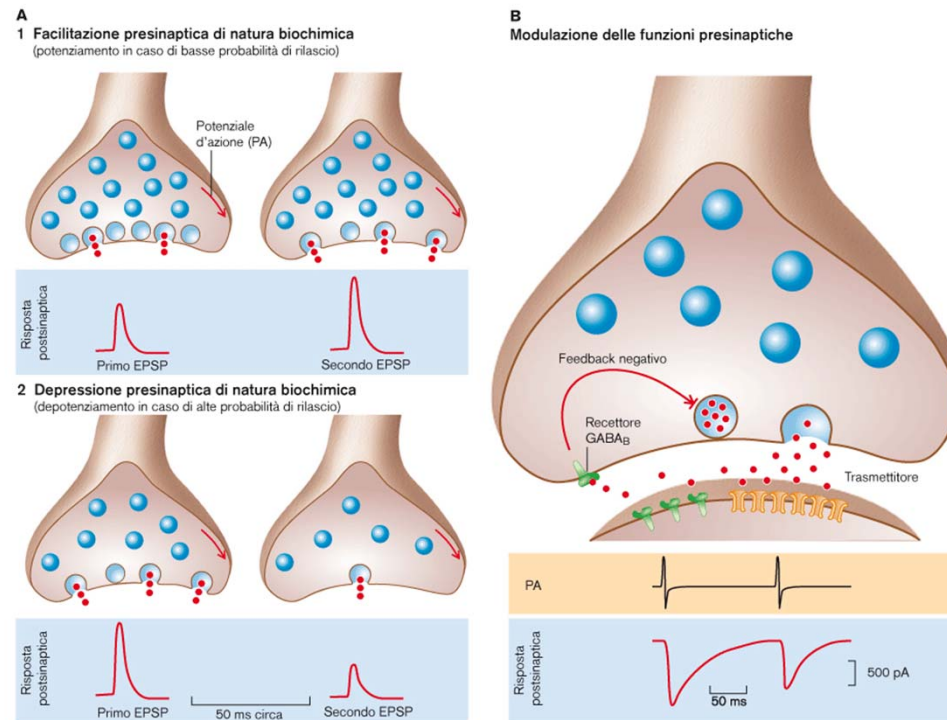 A
1 Facilitazione presinaptica di natura biochimica
(potenziamento in caso di basse probabilità di rilascio)
Potenziale
d'azione (PA)
Risposta
postsinaptica
Primo EPSP
Secondo EPSP
2 Depressione presinaptica di natura biochimica
(depotenziamento in caso di alte probabilità di rilascio)
Risposta
postsinaptica
Primo EPSP
50 ms circa
Secondo EPSP
B
Modulazione delle funzioni presinaptiche
Feedback negativo
Recettore
GABAB
Trasmettitore
PA
Risposta
postsinaptica
50 ms
500 pA